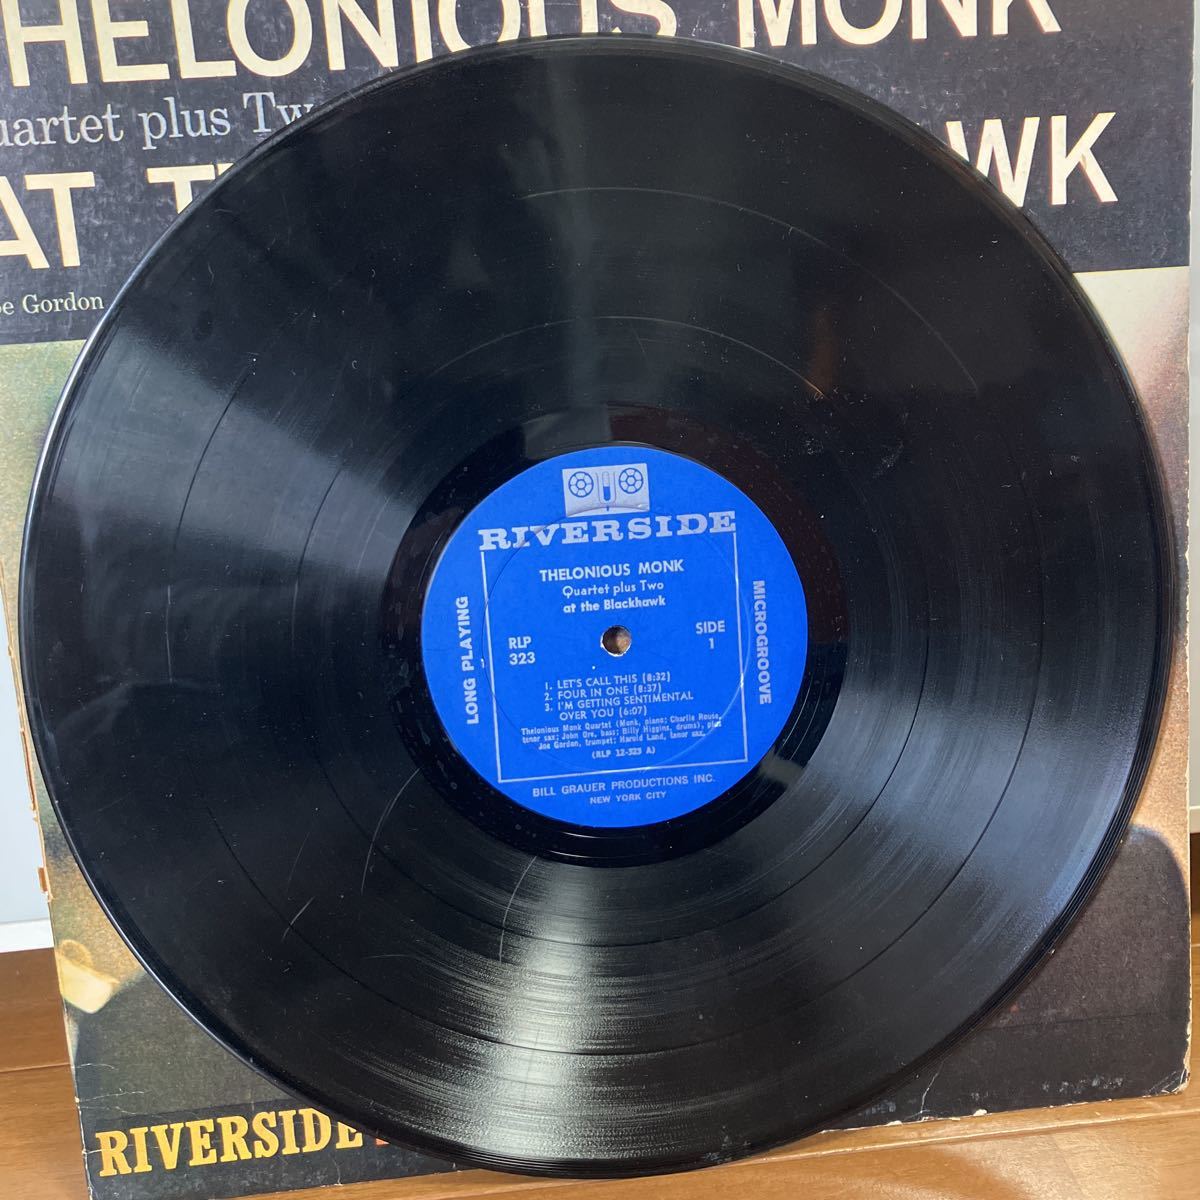 HELONIOUS MONK
uartet plus Tw
AT T WK
oe Gordon
RIVERSIDE
THELONIOUS MONK
Quartet plus Two
at the Blackhawk
LONG PLAYING
MICROGROOVE
RLP 323
SIDE 1
1. LET'S CALL THIS (8:32)
2. FOUR IN ONE (8:37)
3. I'M GETTING SENTIMENTAL
OVER YOU (6:07)
Thelonious Monk Quartet (Monk, piano; Charlie Rouse,
tenor sax; John Ore, bass; Billy Higgins, drums), plus
Joe Gordon, trumpet; Harold Land, tenor sax.
(RLP 12-323 A)
BILL GRAUER PRODUCTIONS INC.
NEW YORK CITY
RIVERSIDE